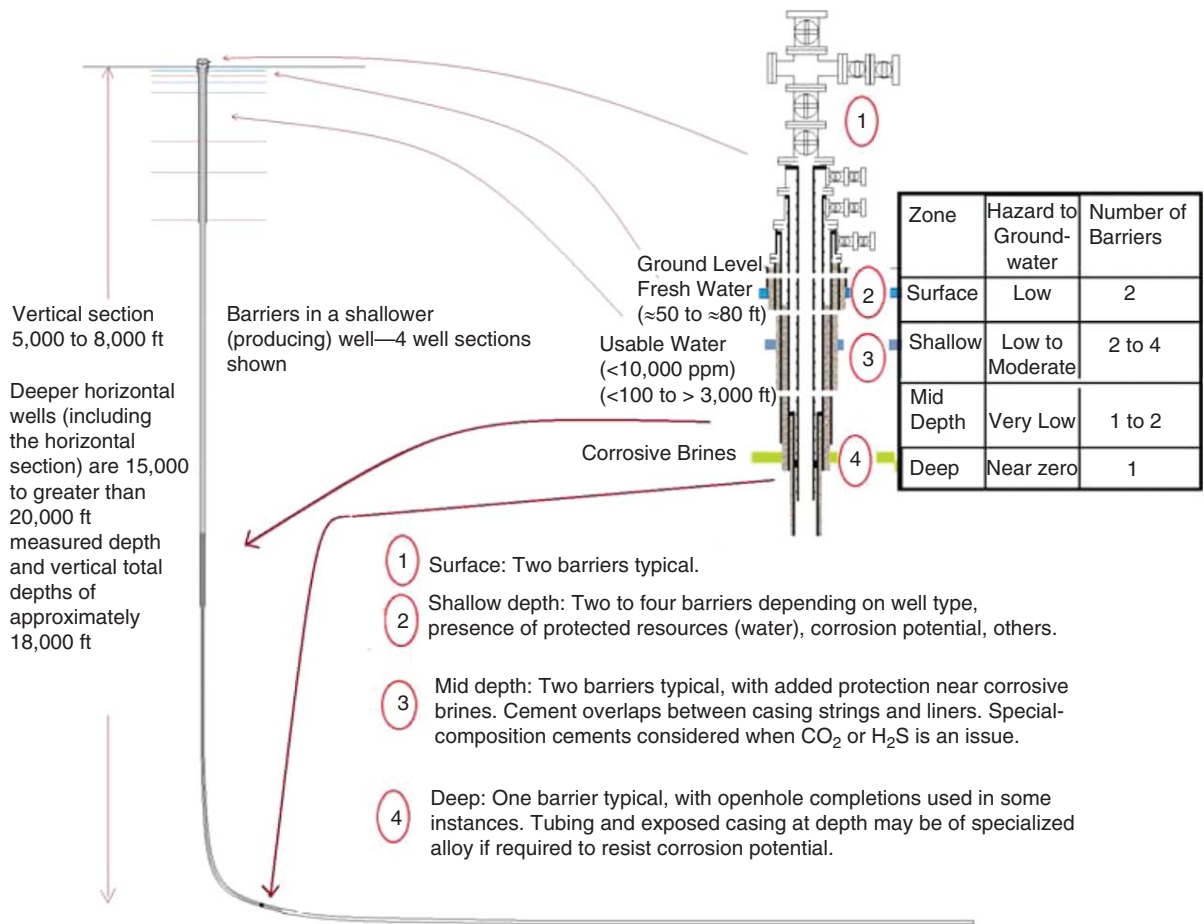 1
Zone
Hazard to
Ground-
water
Number of
Barriers
Surface
Low
2
Shallow
Low to
Moderate
2 to 4
Mid
Depth
Very Low
1 to 2
Deep
Near zero
1
Ground Level
Fresh Water
(≈50 to ≈80 ft)
2
Usable Water
(<10,000 ppm)
(<100 to > 3,000 ft)
3
Corrosive Brines
4
Vertical section
5,000 to 8,000 ft
Barriers in a shallower
(producing) well—4 well sections
shown
Deeper horizontal
wells (including
the horizontal
section) are 15,000
to greater than
20,000 ft
measured depth
and vertical total
depths of
approximately
18,000 ft
1 Surface: Two barriers typical.
2 Shallow depth: Two to four barriers depending on well type,
presence of protected resources (water), corrosion potential, others.
3 Mid depth: Two barriers typical, with added protection near corrosive
brines. Cement overlaps between casing strings and liners. Special-
composition cements considered when CO₂ or H₂S is an issue.
4 Deep: One barrier typical, with openhole completions used in some
instances. Tubing and exposed casing at depth may be of specialized
alloy if required to resist corrosion potential.